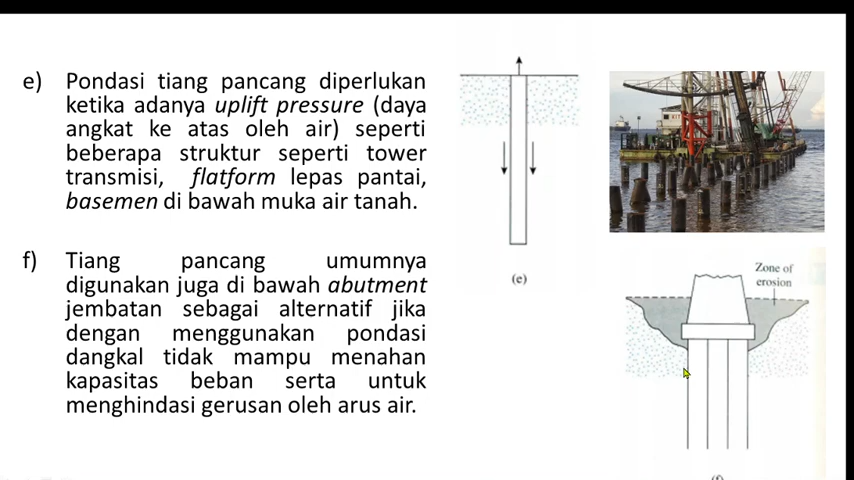 e) Pondasi tiang pancang diperlukan
ketika adanya uplift pressure (daya
angkat ke atas oleh air) seperti
beberapa struktur seperti tower
transmisi, flatform lepas pantai,
basemen di bawah muka air tanah.
f) Tiang pancang umumnya
digunakan juga di bawah abutment
jembatan sebagai alternatif jika
dengan menggunakan pondasi
dangkal tidak mampu menahan
kapasitas beban serta untuk
menghindasi gerusan oleh arus air.
(e)
Zone of
erosion